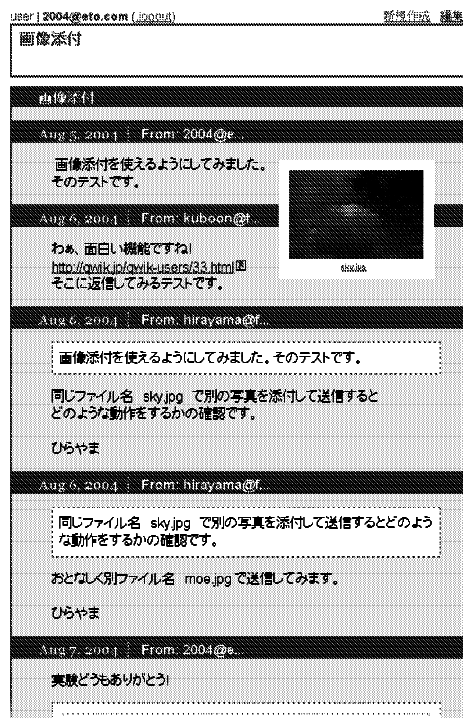 user | 2004@eto.com (logout) 新規作成 編集
画像添付
画像添付
Aug 5, 2004 | From: 2004@e...
画像添付を使えるようにしてみました。
そのテストです。
sky.jpg
Aug 6, 2004 | From: kuboon@f...
わぁ、面白い機能ですね!
http://qwik.jp/qwik-users/33.html
そこに返信してみるテストです。
Aug 6, 2004 | From: hirayama@f...
画像添付を使えるようにしてみました。そのテストです。
同じファイル名 sky.jpg で別の写真を添付して送信すると
どのような動作をするかの確認です。
ひらやま
Aug 6, 2004 | From: hirayama@f...
同じファイル名 sky.jpg で別の写真を添付して送信するとどのよう
な動作をするかの確認です。
おとなしく別ファイル名 moe.jpg で送信してみます。
ひらやま
Aug 7, 2004 | From: 2004@e...
実験どうもありがとう!